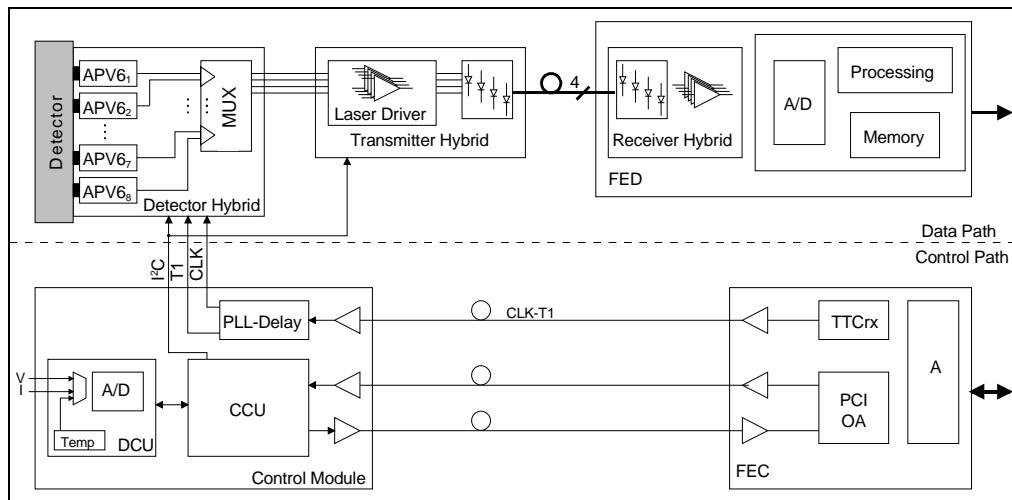 Detector
APV6₁
APV6₂
⋮
APV6₇
APV6₈
MUX
Detector Hybrid
Laser Driver
Transmitter Hybrid
4
Receiver Hybrid
A/D
Processing
Memory
FED
Data Path
Control Path
I²C
T1
CLK
PLL-Delay
CLK-T1
TTCrx
A
V
I
A/D
Temp
DCU
CCU
PCI
OA
Control Module
FEC